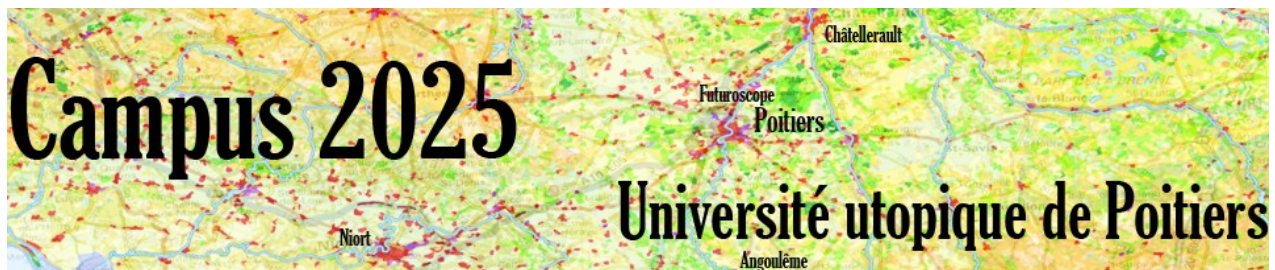 Châtellerault
Campus 2025
Futuroscope
Poitiers
Université utopique de Poitiers
Niort
Angoulême